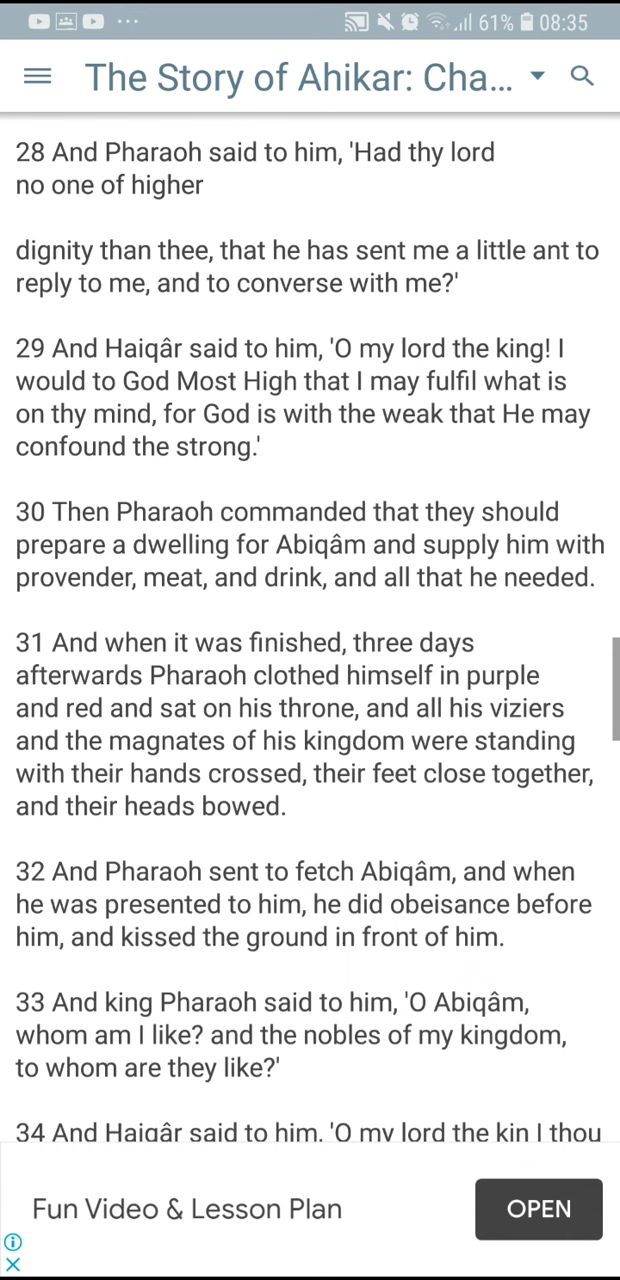 61% 08:35
The Story of Ahikar: Cha...
28 And Pharaoh said to him, 'Had thy lord
no one of higher
dignity than thee, that he has sent me a little ant to
reply to me, and to converse with me?'
29 And Haiqâr said to him, 'O my lord the king! I
would to God Most High that I may fulfil what is
on thy mind, for God is with the weak that He may
confound the strong.'
30 Then Pharaoh commanded that they should
prepare a dwelling for Abiqâm and supply him with
provender, meat, and drink, and all that he needed.
31 And when it was finished, three days
afterwards Pharaoh clothed himself in purple
and red and sat on his throne, and all his viziers
and the magnates of his kingdom were standing
with their hands crossed, their feet close together,
and their heads bowed.
32 And Pharaoh sent to fetch Abiqâm, and when
he was presented to him, he did obeisance before
him, and kissed the ground in front of him.
33 And king Pharaoh said to him, 'O Abiqâm,
whom am I like? and the nobles of my kingdom,
to whom are they like?'
34 And Haiqâr said to him, 'O my lord the kin I thou
Fun Video & Lesson Plan
OPEN